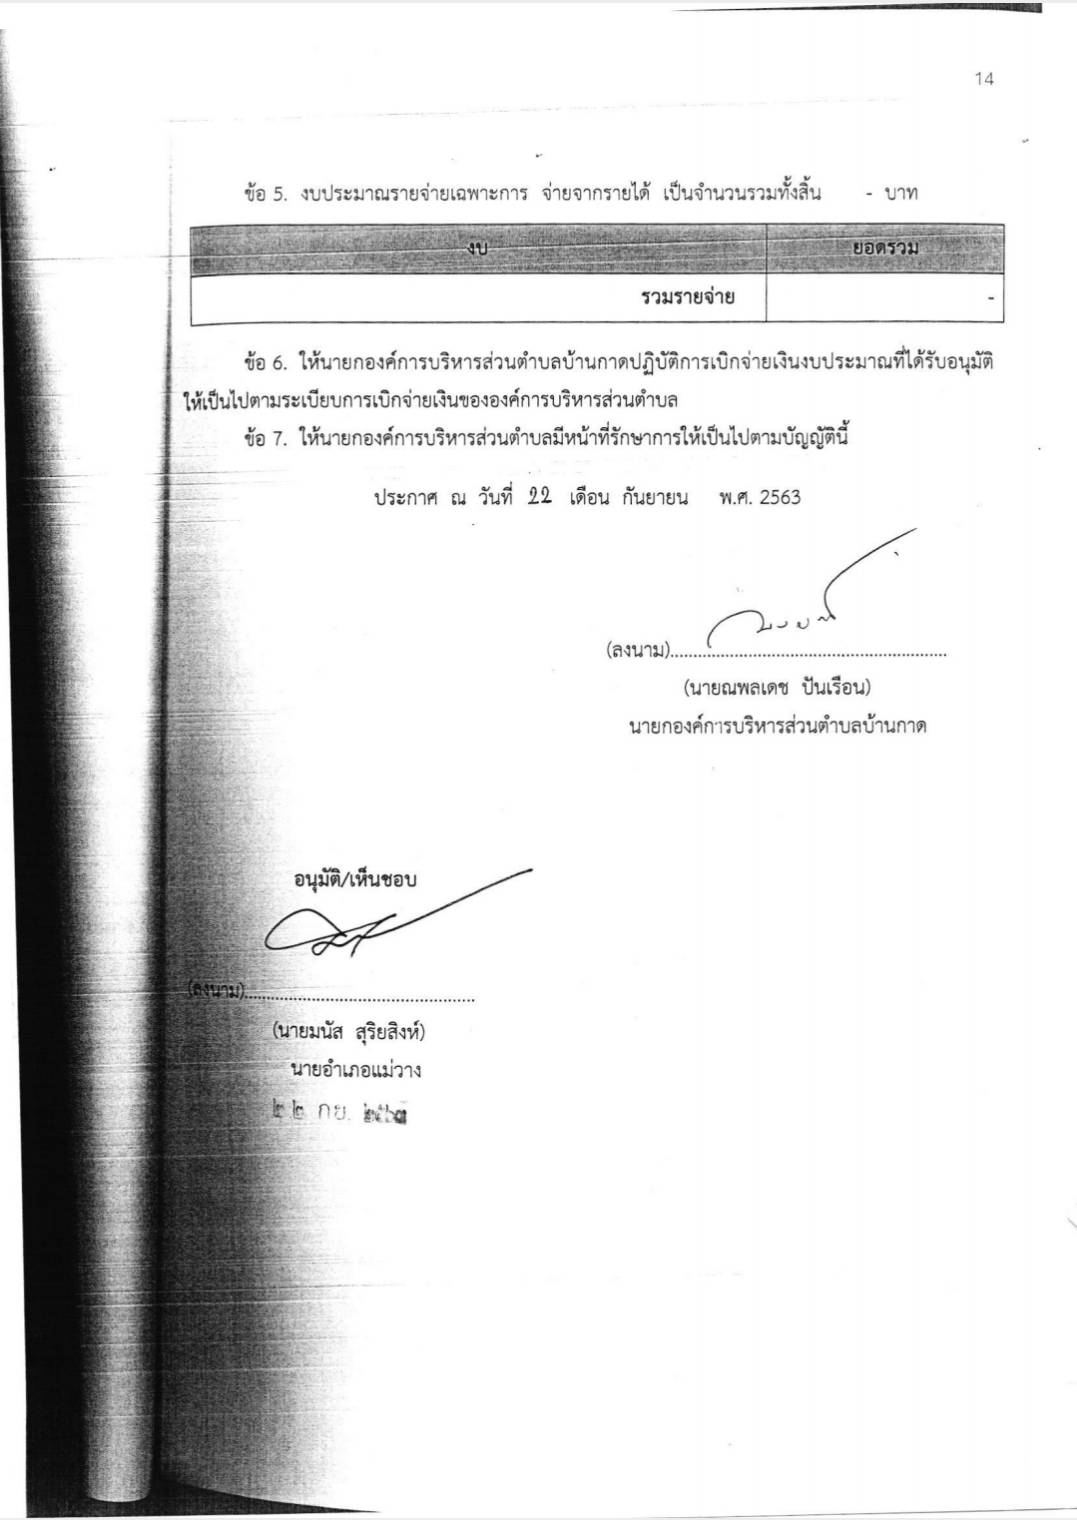 14
ข้อ 5. งบประมาณรายจ่ายเฉพาะการ จ่ายจากรายได้ เป็นจำนวนรวมทั้งสิ้น - บาท
งบ ยอดรวม
รวมรายจ่าย -
ข้อ 6. ให้นายกองค์การบริหารส่วนตำบลบ้านกาดปฏิบัติการเบิกจ่ายเงินงบประมาณที่ได้รับอนุมัติ
ให้เป็นไปตามระเบียบการเบิกจ่ายเงินขององค์การบริหารส่วนตำบล
ข้อ 7. ให้นายกองค์การบริหารส่วนตำบลมีหน้าที่รักษาการให้เป็นไปตามบัญญัตินี้
ประกาศ ณ วันที่ 22 เดือน กันยายน พ.ศ. 2563
(ลงนาม)
(นายณพลเดช ปันเรือน)
นายกองค์การบริหารส่วนตำบลบ้านกาด
อนุมัติ/เห็นชอบ
(ลงนาม)
(นายมนัส สุริยสิงห์)
นายอำเภอแม่วาง
๒๒ กย. ๒๕๖๓